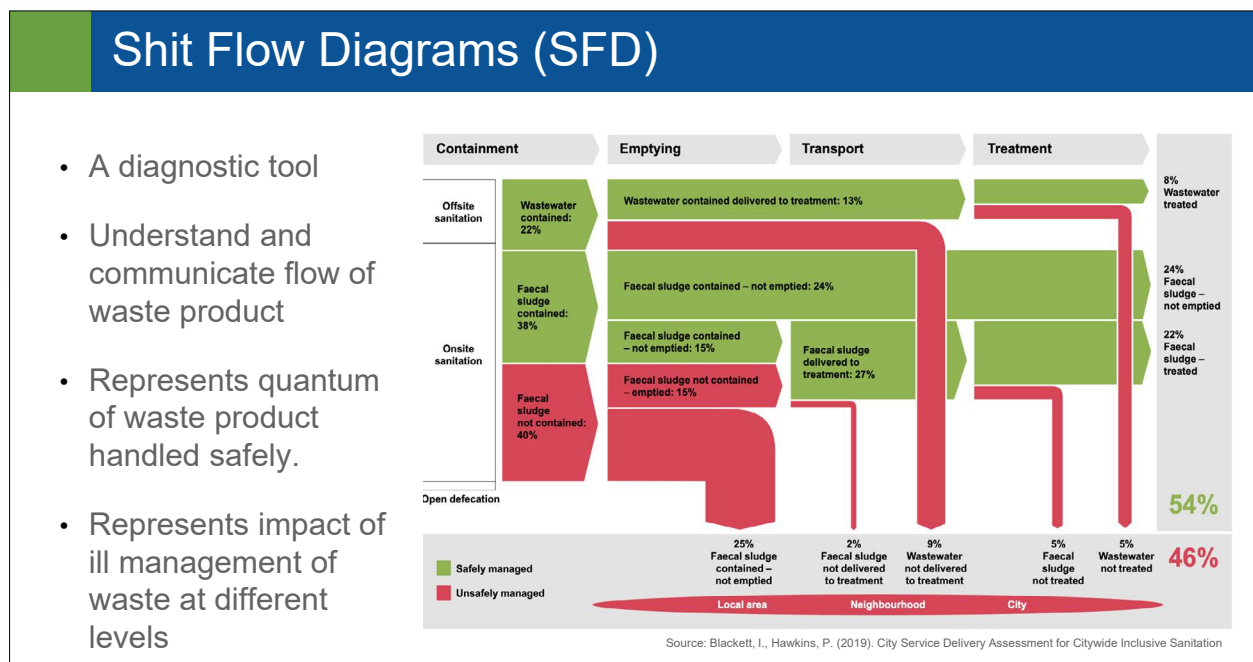 Shit Flow Diagrams (SFD)
• A diagnostic tool
• Understand and
communicate flow of
waste product
• Represents quantum
of waste product
handled safely.
• Represents impact of
ill management of
waste at different
levels
Containment
Emptying
Transport
Treatment
Offsite
sanitation
Wastewater
contained:
22%
Wastewater contained delivered to treatment: 13%
8%
Wastewater
treated
Onsite
sanitation
Faecal
sludge
contained:
38%
Faecal sludge contained – not emptied: 24%
24%
Faecal
sludge –
not emptied
Faecal sludge contained
– not emptied: 15%
Faecal sludge
delivered to
treatment: 27%
22%
Faecal
sludge –
treated
Faecal
sludge
not contained:
40%
Faecal sludge not contained
– emptied: 15%
Open defecation
54%
46%
Safely managed
Unsafely managed
25%
Faecal sludge
contained –
not emptied
2%
Faecal sludge
not delivered
to treatment
9%
Wastewater
not delivered
to treatment
5%
Faecal
sludge
not treated
5%
Wastewater
not treated
Local area
Neighbourhood
City
Source: Blackett, I., Hawkins, P. (2019). City Service Delivery Assessment for Citywide Inclusive Sanitation